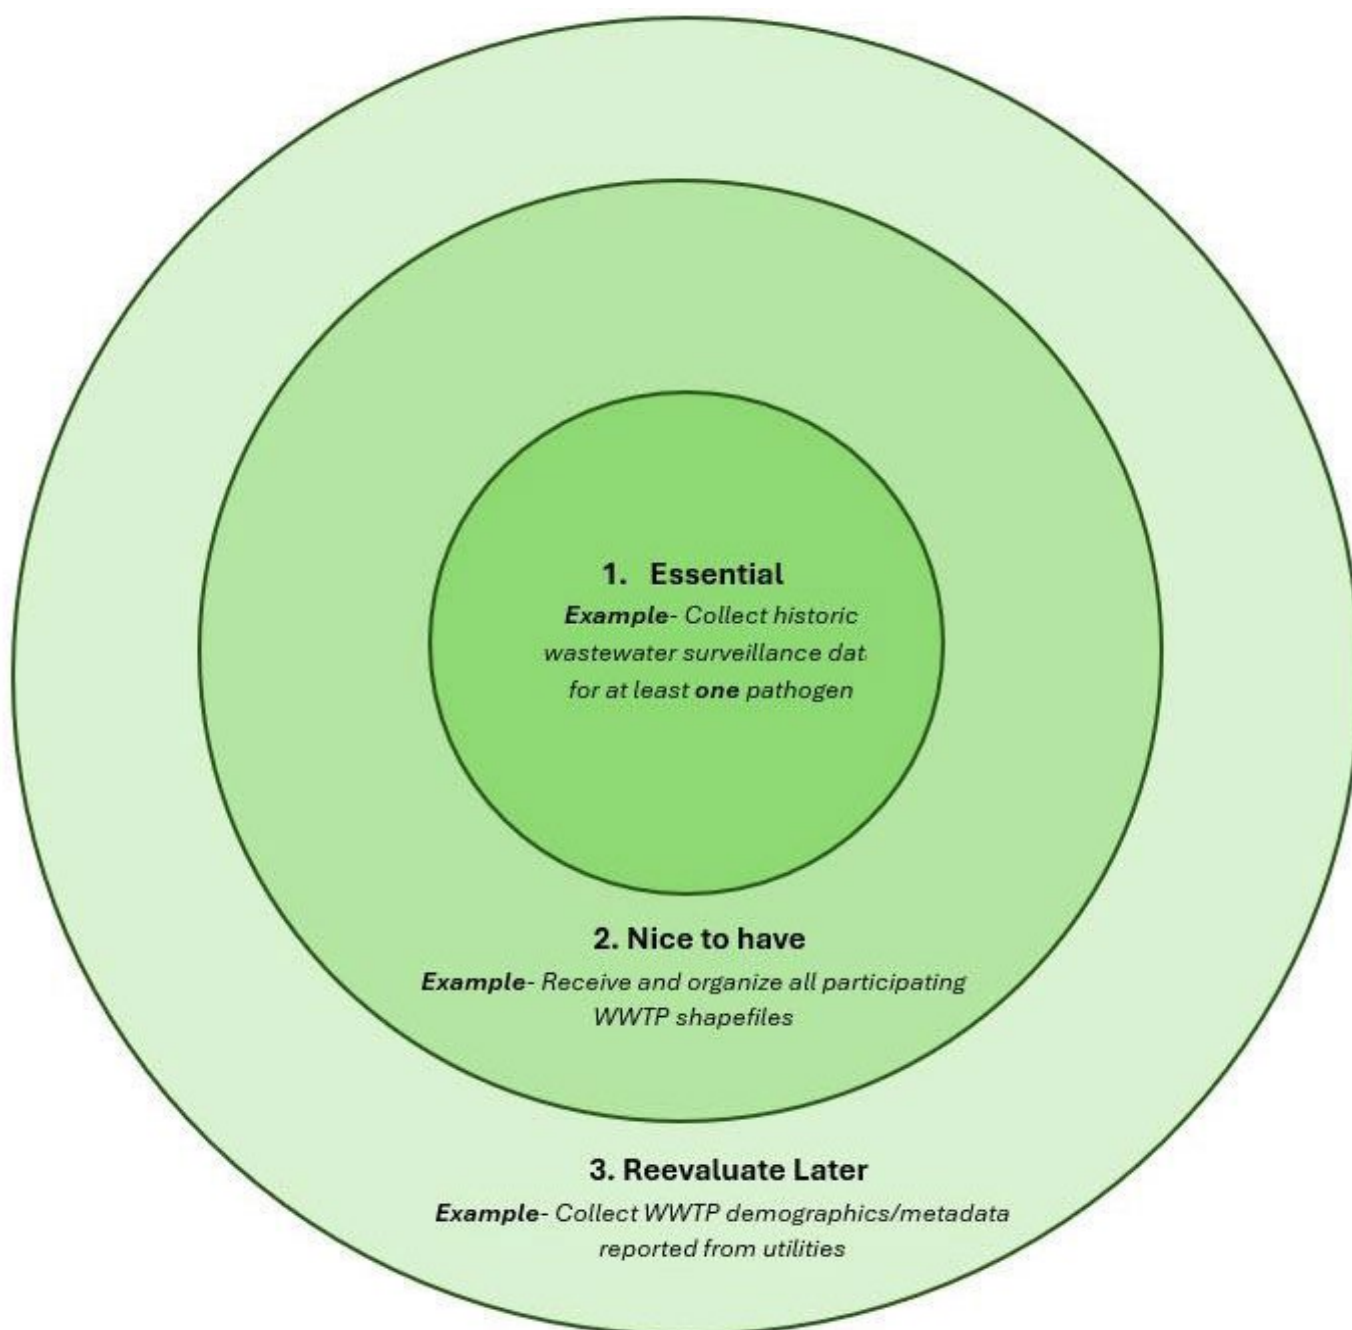 1. Essential
Example- Collect historic
wastewater surveillance dat
for at least one pathogen
2. Nice to have
Example- Receive and organize all participating
WWTP shapefiles
3. Reevaluate Later
Example- Collect WWTP demographics/metadata
reported from utilities